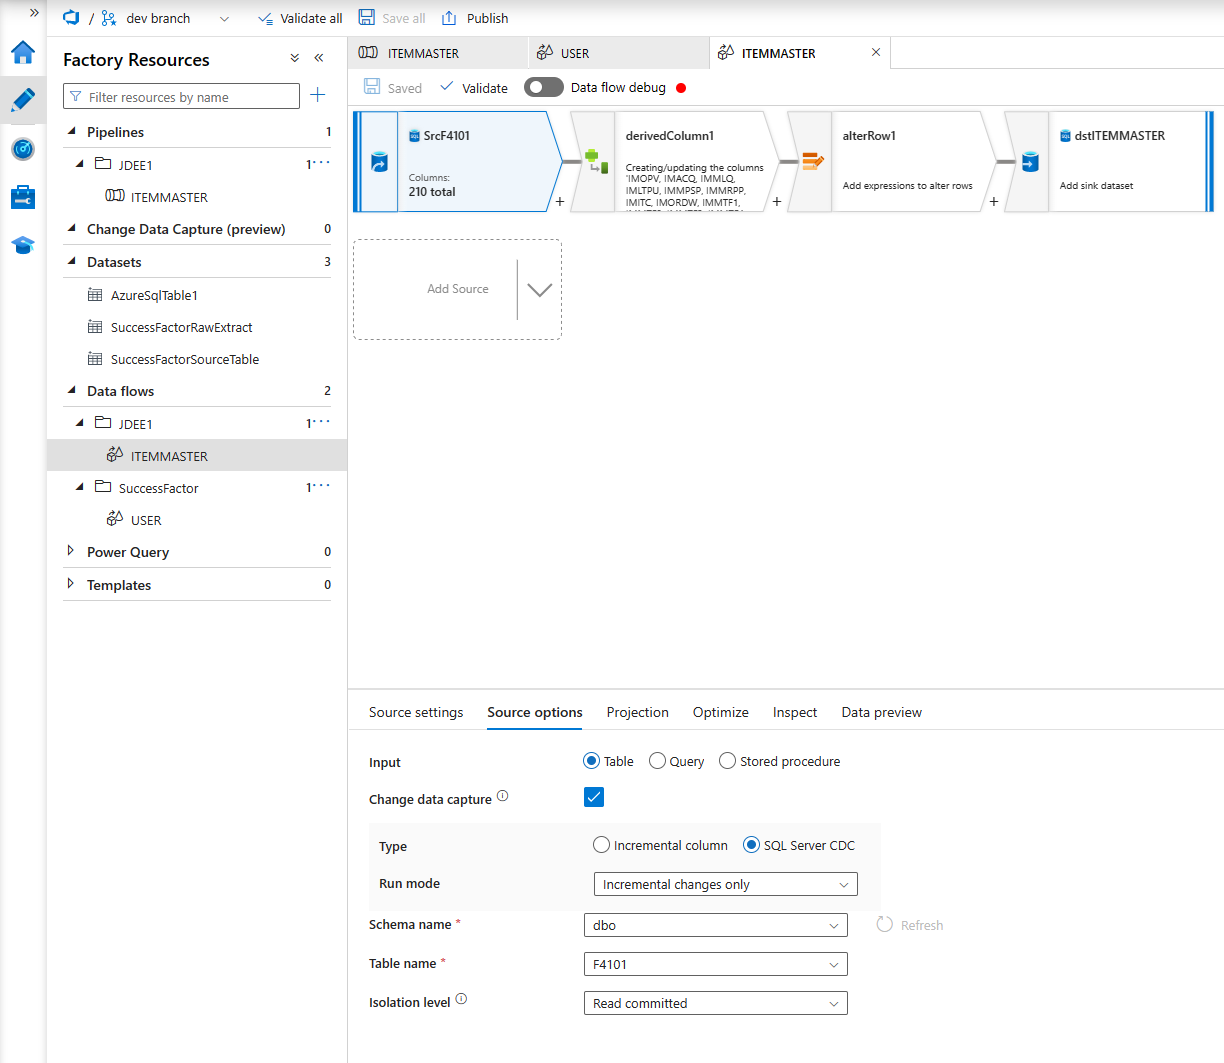 » / dev branch Validate all Save all Publish
Factory Resources
Filter resources by name
Pipelines 1
JDEE1 1 ...
ITEMMASTER
Change Data Capture (preview) 0
Datasets 3
AzureSqlTable1
SuccessFactorRawExtract
SuccessFactorSourceTable
Data flows 2
JDEE1 1 ...
ITEMMASTER
SuccessFactor 1 ...
USER
Power Query 0
Templates 0
ITEMMASTER USER ITEMMASTER
Saved Validate Data flow debug
SrcF4101
Columns:
210 total
+
derivedColumn1
Creating/updating the columns
'IMOPV, IMACQ, IMMLQ,
IMLTPU, IMMPSP, IMMRPP,
IMITC, IMORDW, IMMTF1,
+
alterRow1
Add expressions to alter rows
+
dstITEMMASTER
Add sink dataset
Add Source
Source settings Source options Projection Optimize Inspect Data preview
Input Table Query Stored procedure
Change data capture
Type Incremental column SQL Server CDC
Run mode Incremental changes only
Schema name * dbo Refresh
Table name * F4101
Isolation level Read committed